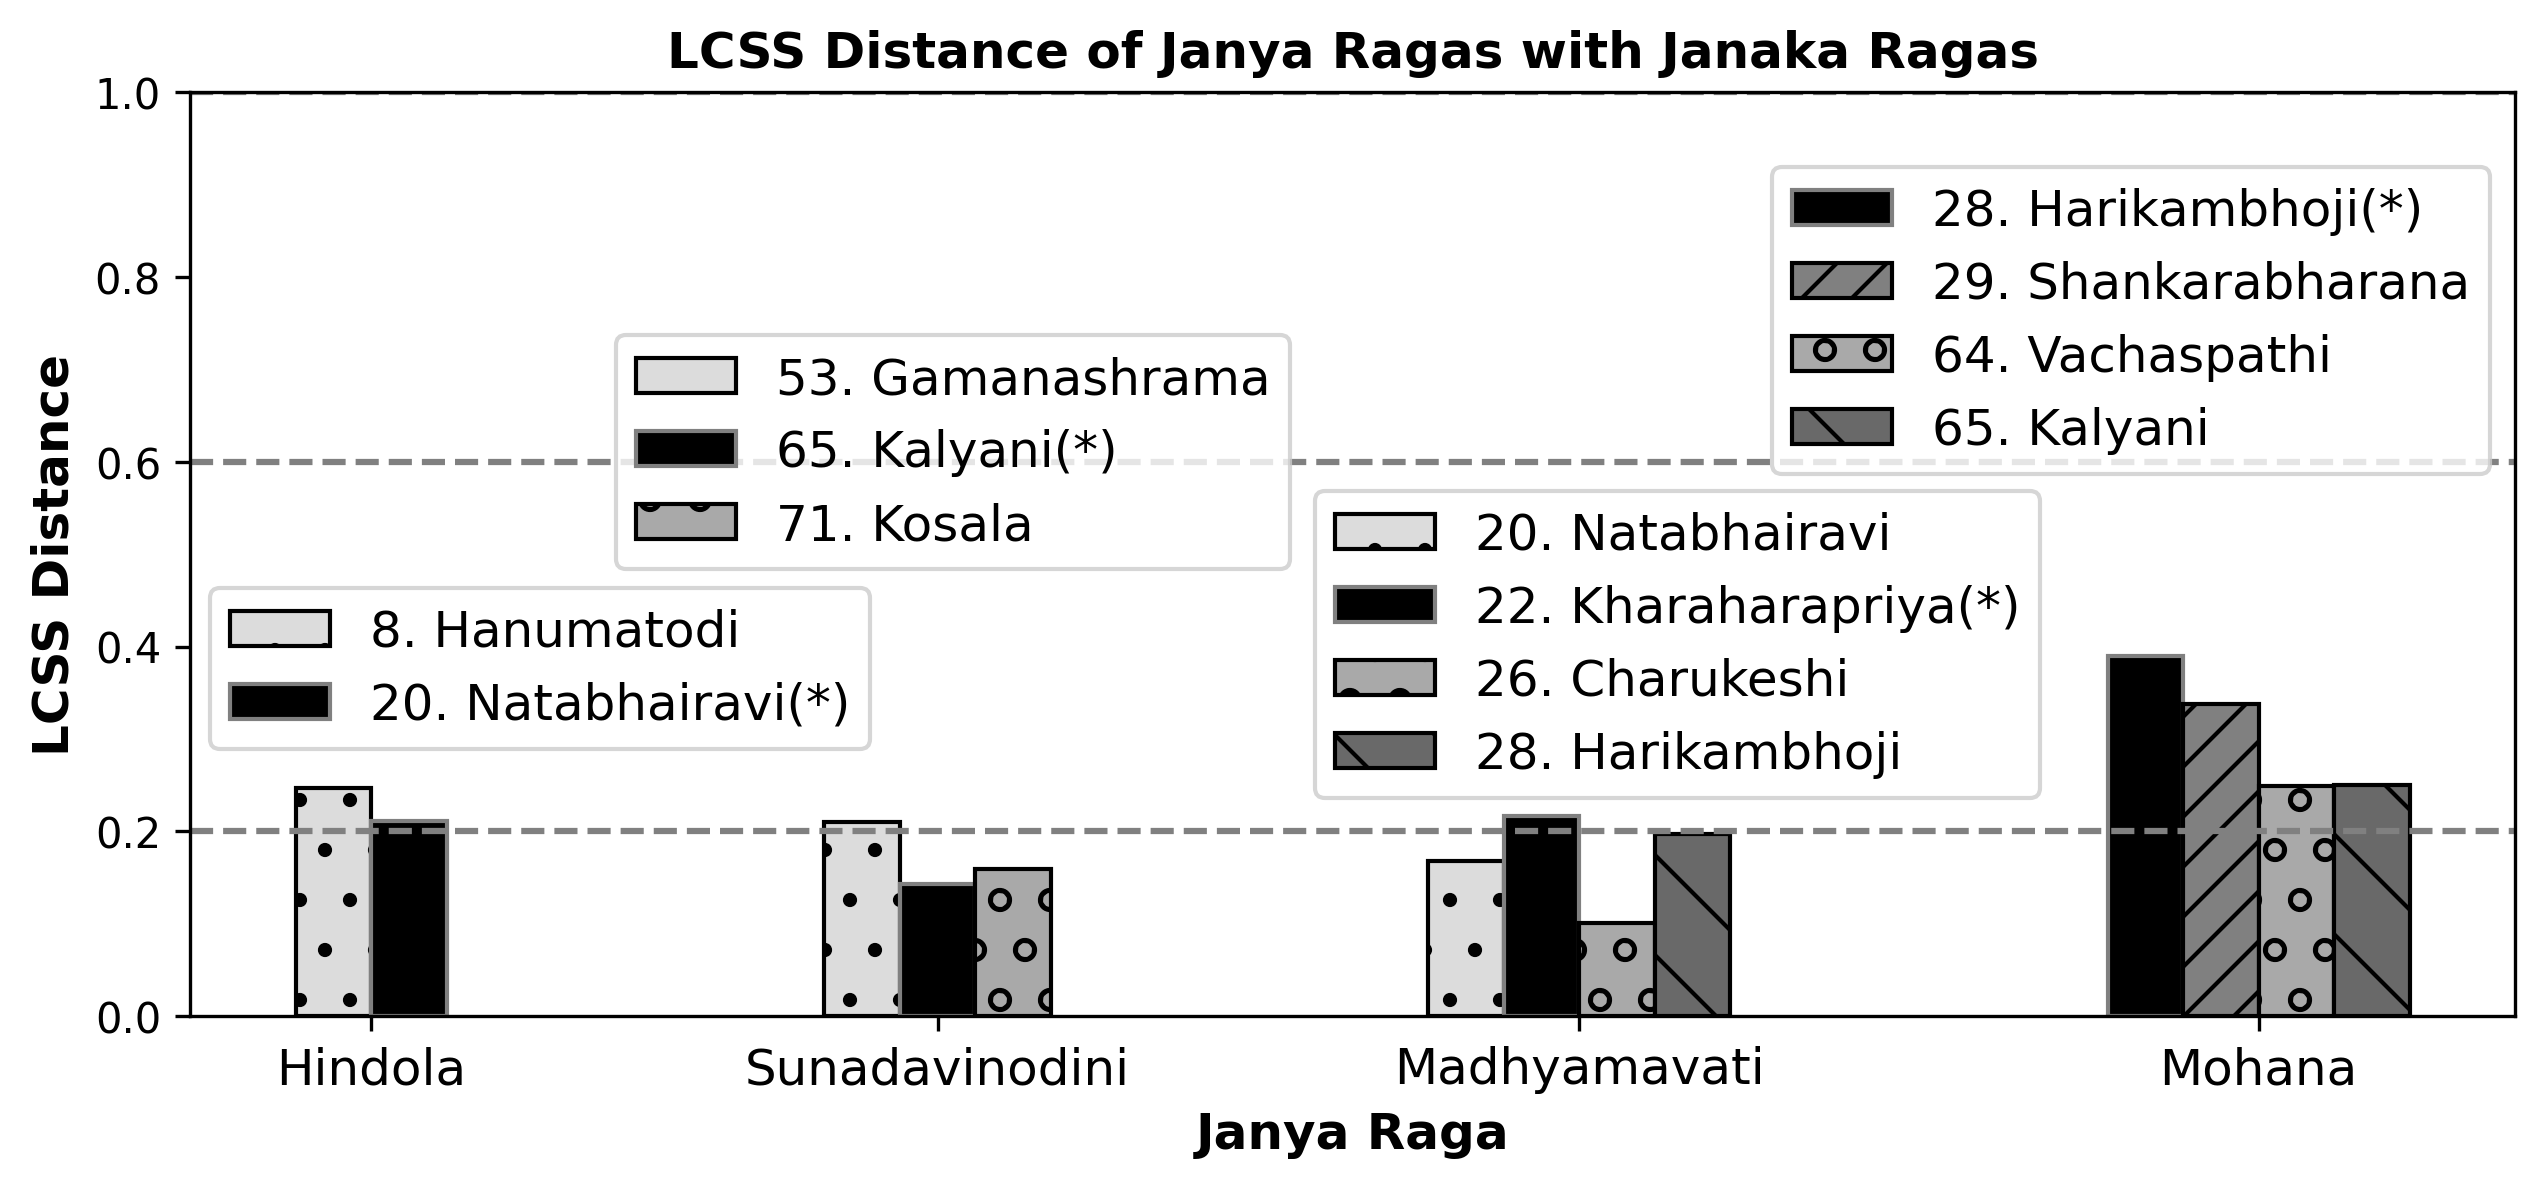 LCSS Distance of Janya Ragas with Janaka Ragas
LCSS Distance
1.0
0.8
0.6
0.4
0.2
0.0
28. Harikambhoji(*)
29. Shankarabharana
64. Vachaspathi
65. Kalyani
53. Gamanashrama
65. Kalyani(*)
71. Kosala
20. Natabhairavi
22. Kharaharapriya(*)
26. Charukeshi
28. Harikambhoji
8. Hanumatodi
20. Natabhairavi(*)
Hindola
Sunadavinodini
Madhyamavati
Mohana
Janya Raga